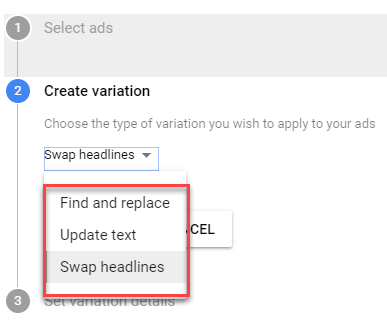 1 Select ads
2 Create variation
Choose the type of variation you wish to apply to your ads
Swap headlines
Find and replace
Update text
CEL
Swap headlines
3 Set variation details